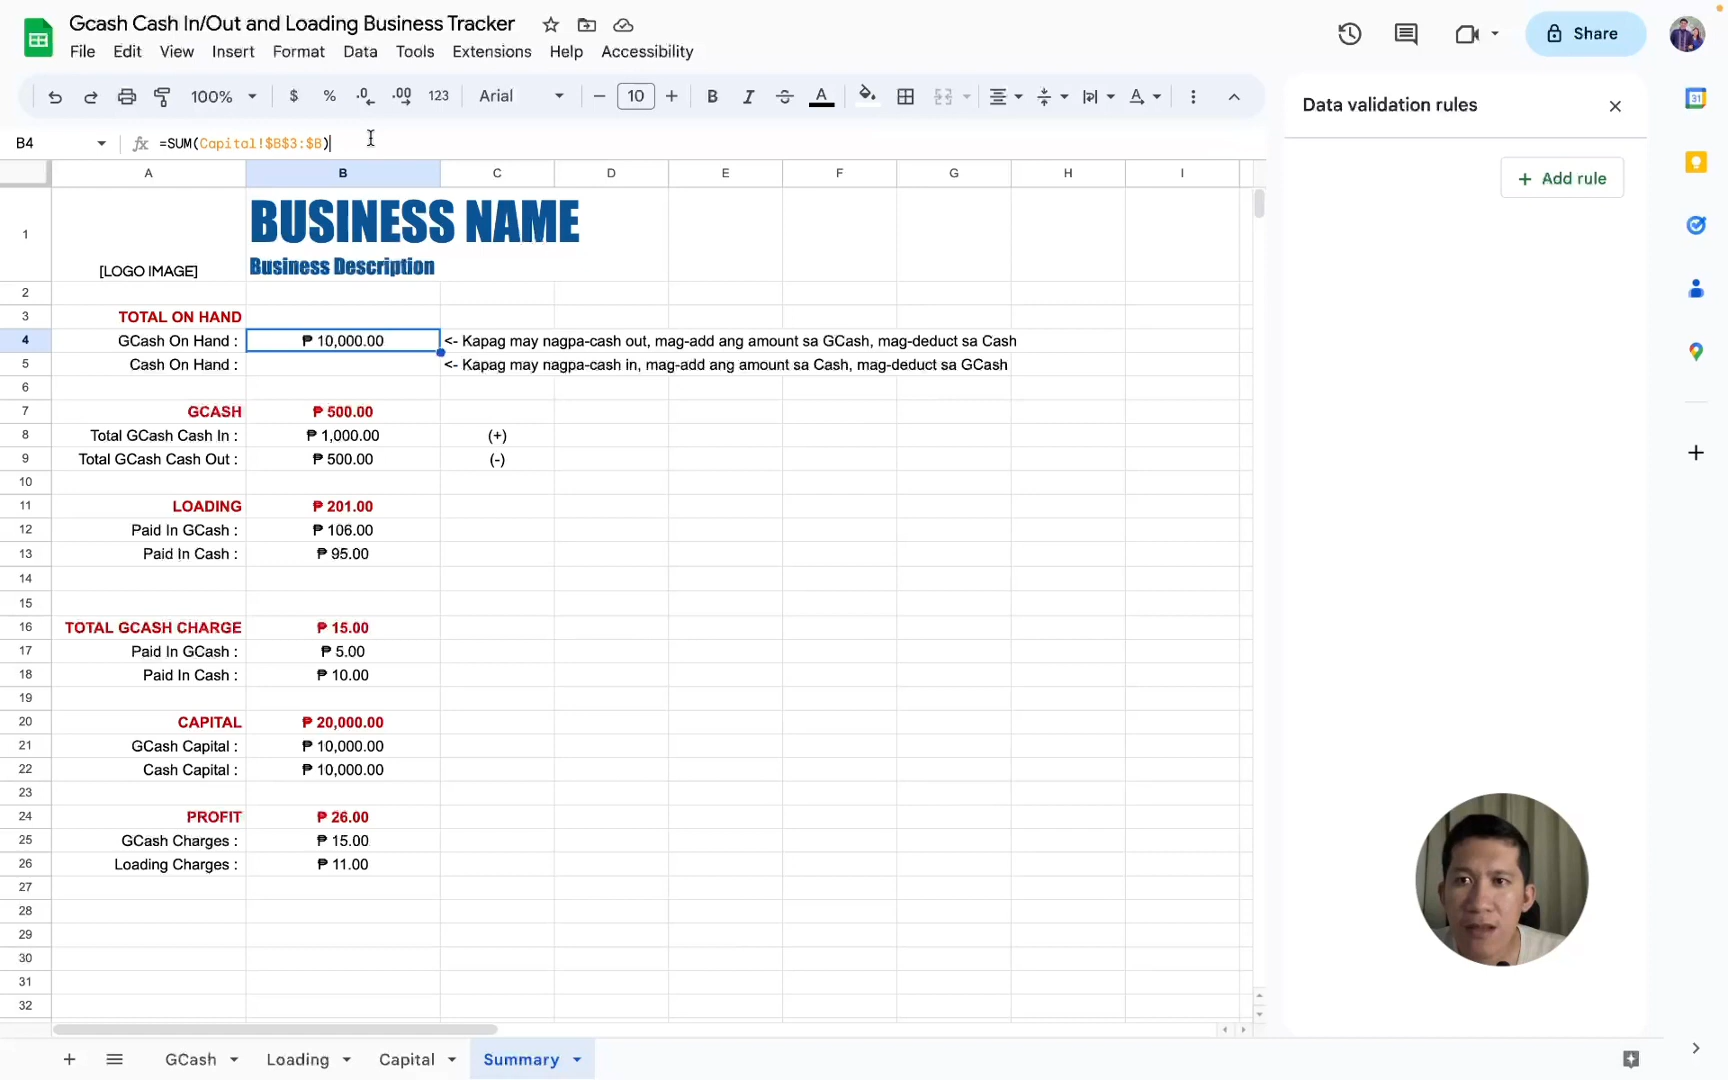 Gcash Cash In/Out and Loading Business Tracker
File Edit View Insert Format Data Tools Extensions Help Accessibility
Share
100% $ % .0 .00 123 Arial 10 B I S A
B4 fx =SUM(Capital!$B$3:$B)
A B C D E F G H I
1 BUSINESS NAME
[LOGO IMAGE] Business Description
2
3 TOTAL ON HAND
4 GCash On Hand : ₱ 10,000.00 <- Kapag may nagpa-cash out, mag-add ang amount sa GCash, mag-deduct sa Cash
5 Cash On Hand : <- Kapag may nagpa-cash in, mag-add ang amount sa Cash, mag-deduct sa GCash
6
7 GCASH ₱ 500.00
8 Total GCash Cash In : ₱ 1,000.00 (+)
9 Total GCash Cash Out : ₱ 500.00 (-)
10
11 LOADING ₱ 201.00
12 Paid In GCash : ₱ 106.00
13 Paid In Cash : ₱ 95.00
14
15
16 TOTAL GCASH CHARGE ₱ 15.00
17 Paid In GCash : ₱ 5.00
18 Paid In Cash : ₱ 10.00
19
20 CAPITAL ₱ 20,000.00
21 GCash Capital : ₱ 10,000.00
22 Cash Capital : ₱ 10,000.00
23
24 PROFIT ₱ 26.00
25 GCash Charges : ₱ 15.00
26 Loading Charges : ₱ 11.00
27
28
29
30
31
32
GCash Loading Capital Summary
Data validation rules
+ Add rule
31